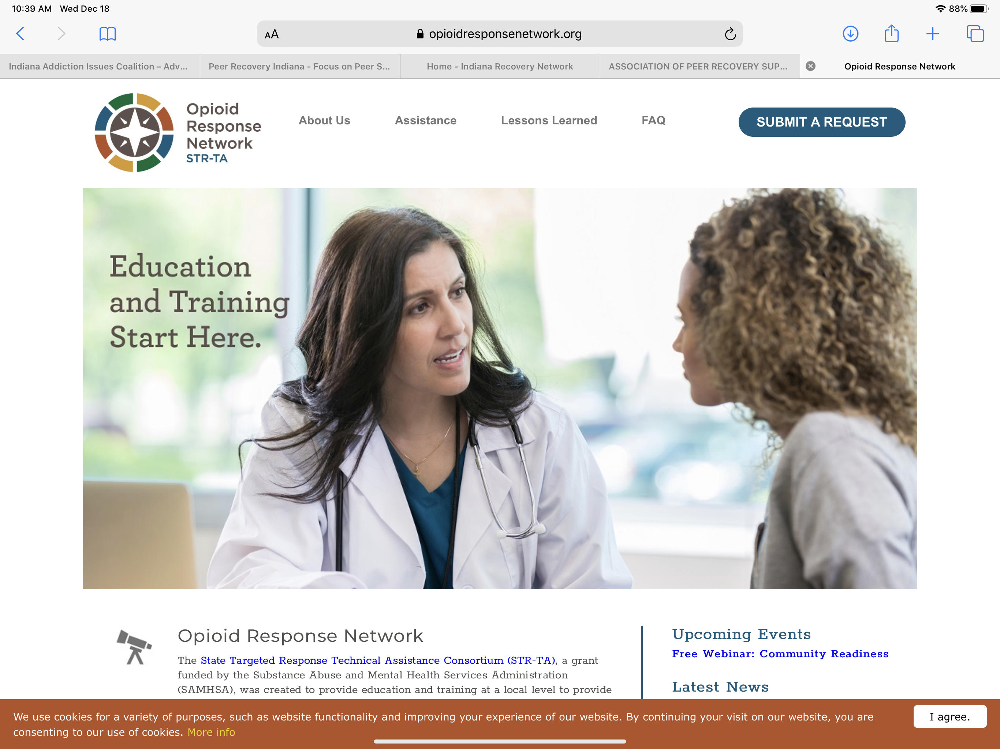 10:39 AM Wed Dec 18
88%
AA
opioidresponsenetwork.org
Indiana Addiction Issues Coalition – Adv...
Peer Recovery Indiana - Focus on Peer S...
Home - Indiana Recovery Network
ASSOCIATION OF PEER RECOVERY SUP...
Opioid Response Network
Opioid
Response
Network
STR-TA
About Us
Assistance
Lessons Learned
FAQ
SUBMIT A REQUEST
Education
and Training
Start Here.
Opioid Response Network
The State Targeted Response Technical Assistance Consortium (STR-TA), a grant
funded by the Substance Abuse and Mental Health Services Administration
(SAMHSA), was created to provide education and training at a local level to provide
Upcoming Events
Free Webinar: Community Readiness
Latest News
We use cookies for a variety of purposes, such as website functionality and improving your experience of our website. By continuing your visit on our website, you are
consenting to our use of cookies. More info
I agree.